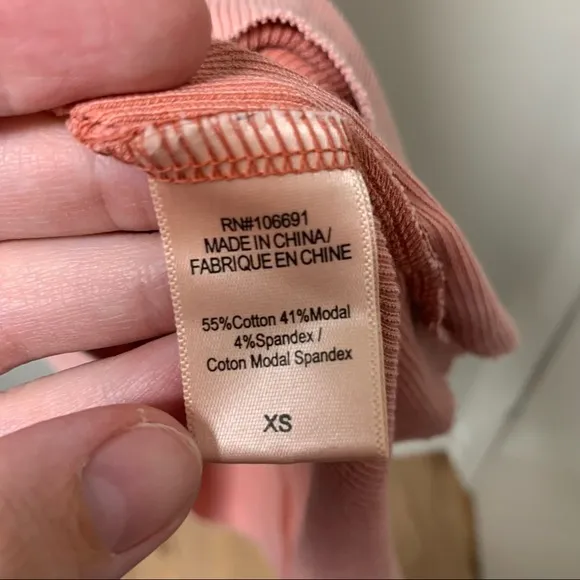 RN#106691
MADE IN CHINA/
FABRIQUE EN CHINE
55%Cotton 41%Modal
4%Spandex /
Coton Modal Spandex
XS